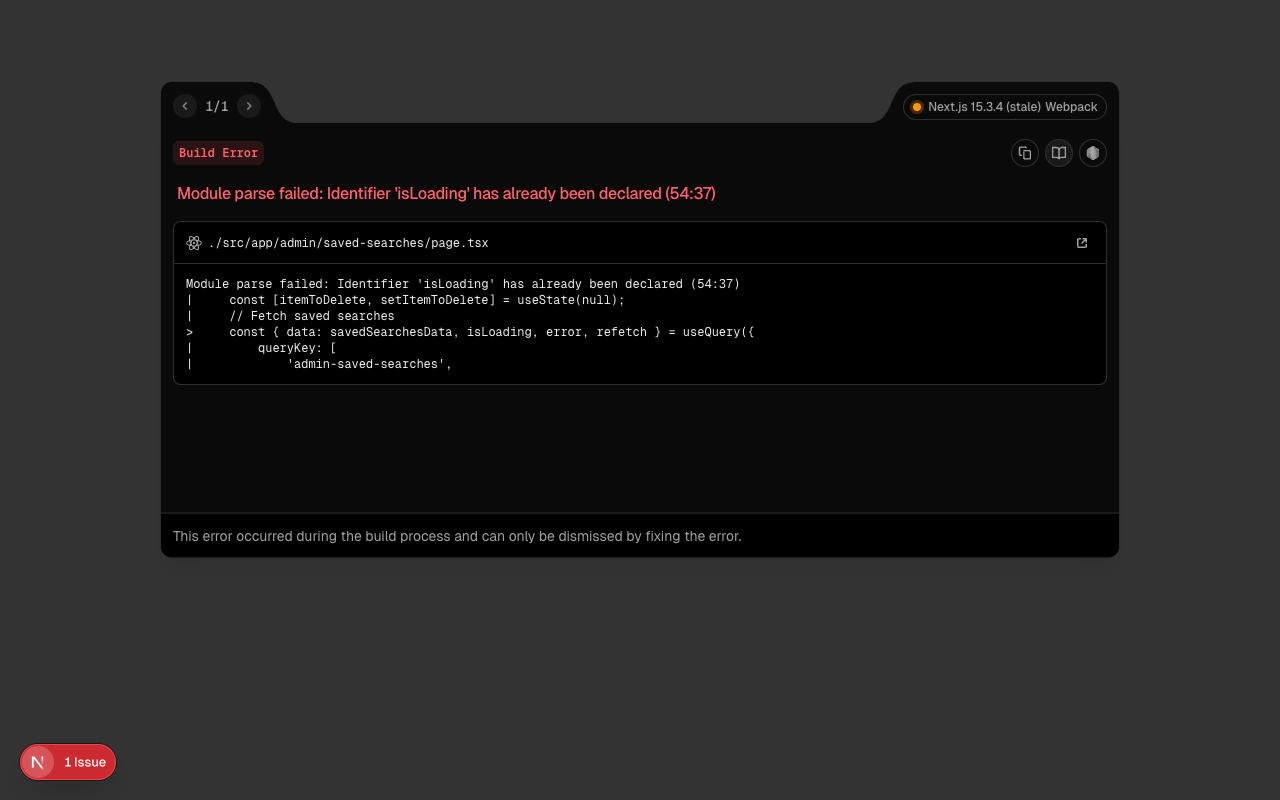 1/1
Next.js 15.3.4 (stale) Webpack
Build Error
Module parse failed: Identifier 'isLoading' has already been declared (54:37)
./src/app/admin/saved-searches/page.tsx
Module parse failed: Identifier 'isLoading' has already been declared (54:37)
|     const [itemToDelete, setItemToDelete] = useState(null);
|     // Fetch saved searches
>     const { data: savedSearchesData, isLoading, error, refetch } = useQuery({
|         queryKey: [
|             'admin-saved-searches',
This error occurred during the build process and can only be dismissed by fixing the error.
N 1 Issue